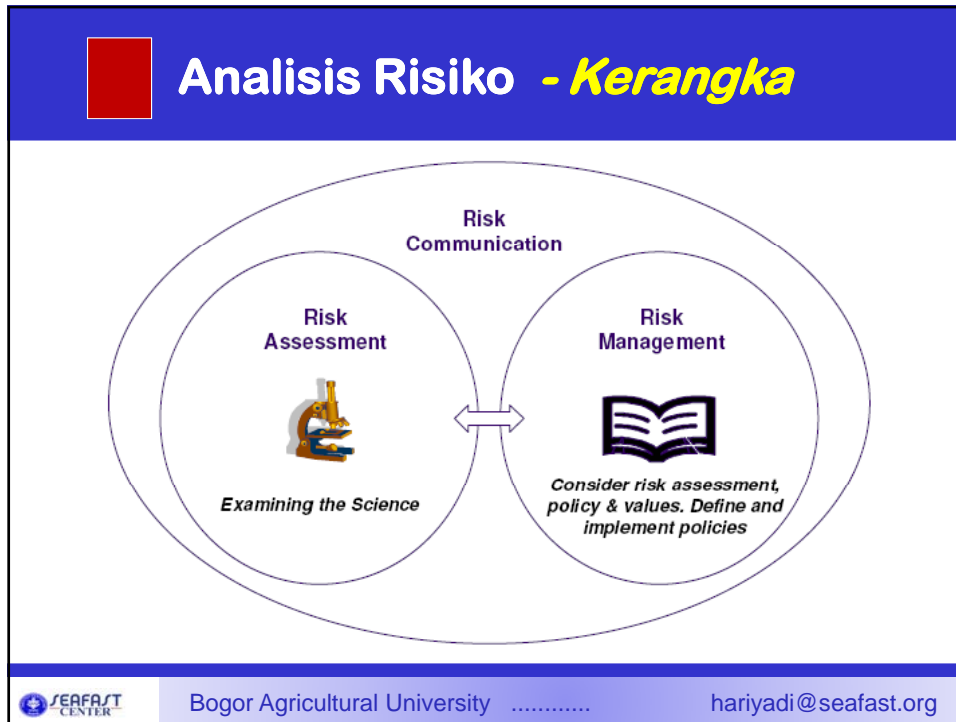 Analisis Risiko - Kerangka
Risk
Communication
Risk
Assessment
Examining the Science
Risk
Management
Consider risk assessment,
policy & values. Define and
implement policies
SEAFAST
CENTER
Bogor Agricultural University ............ hariyadi@seafast.org